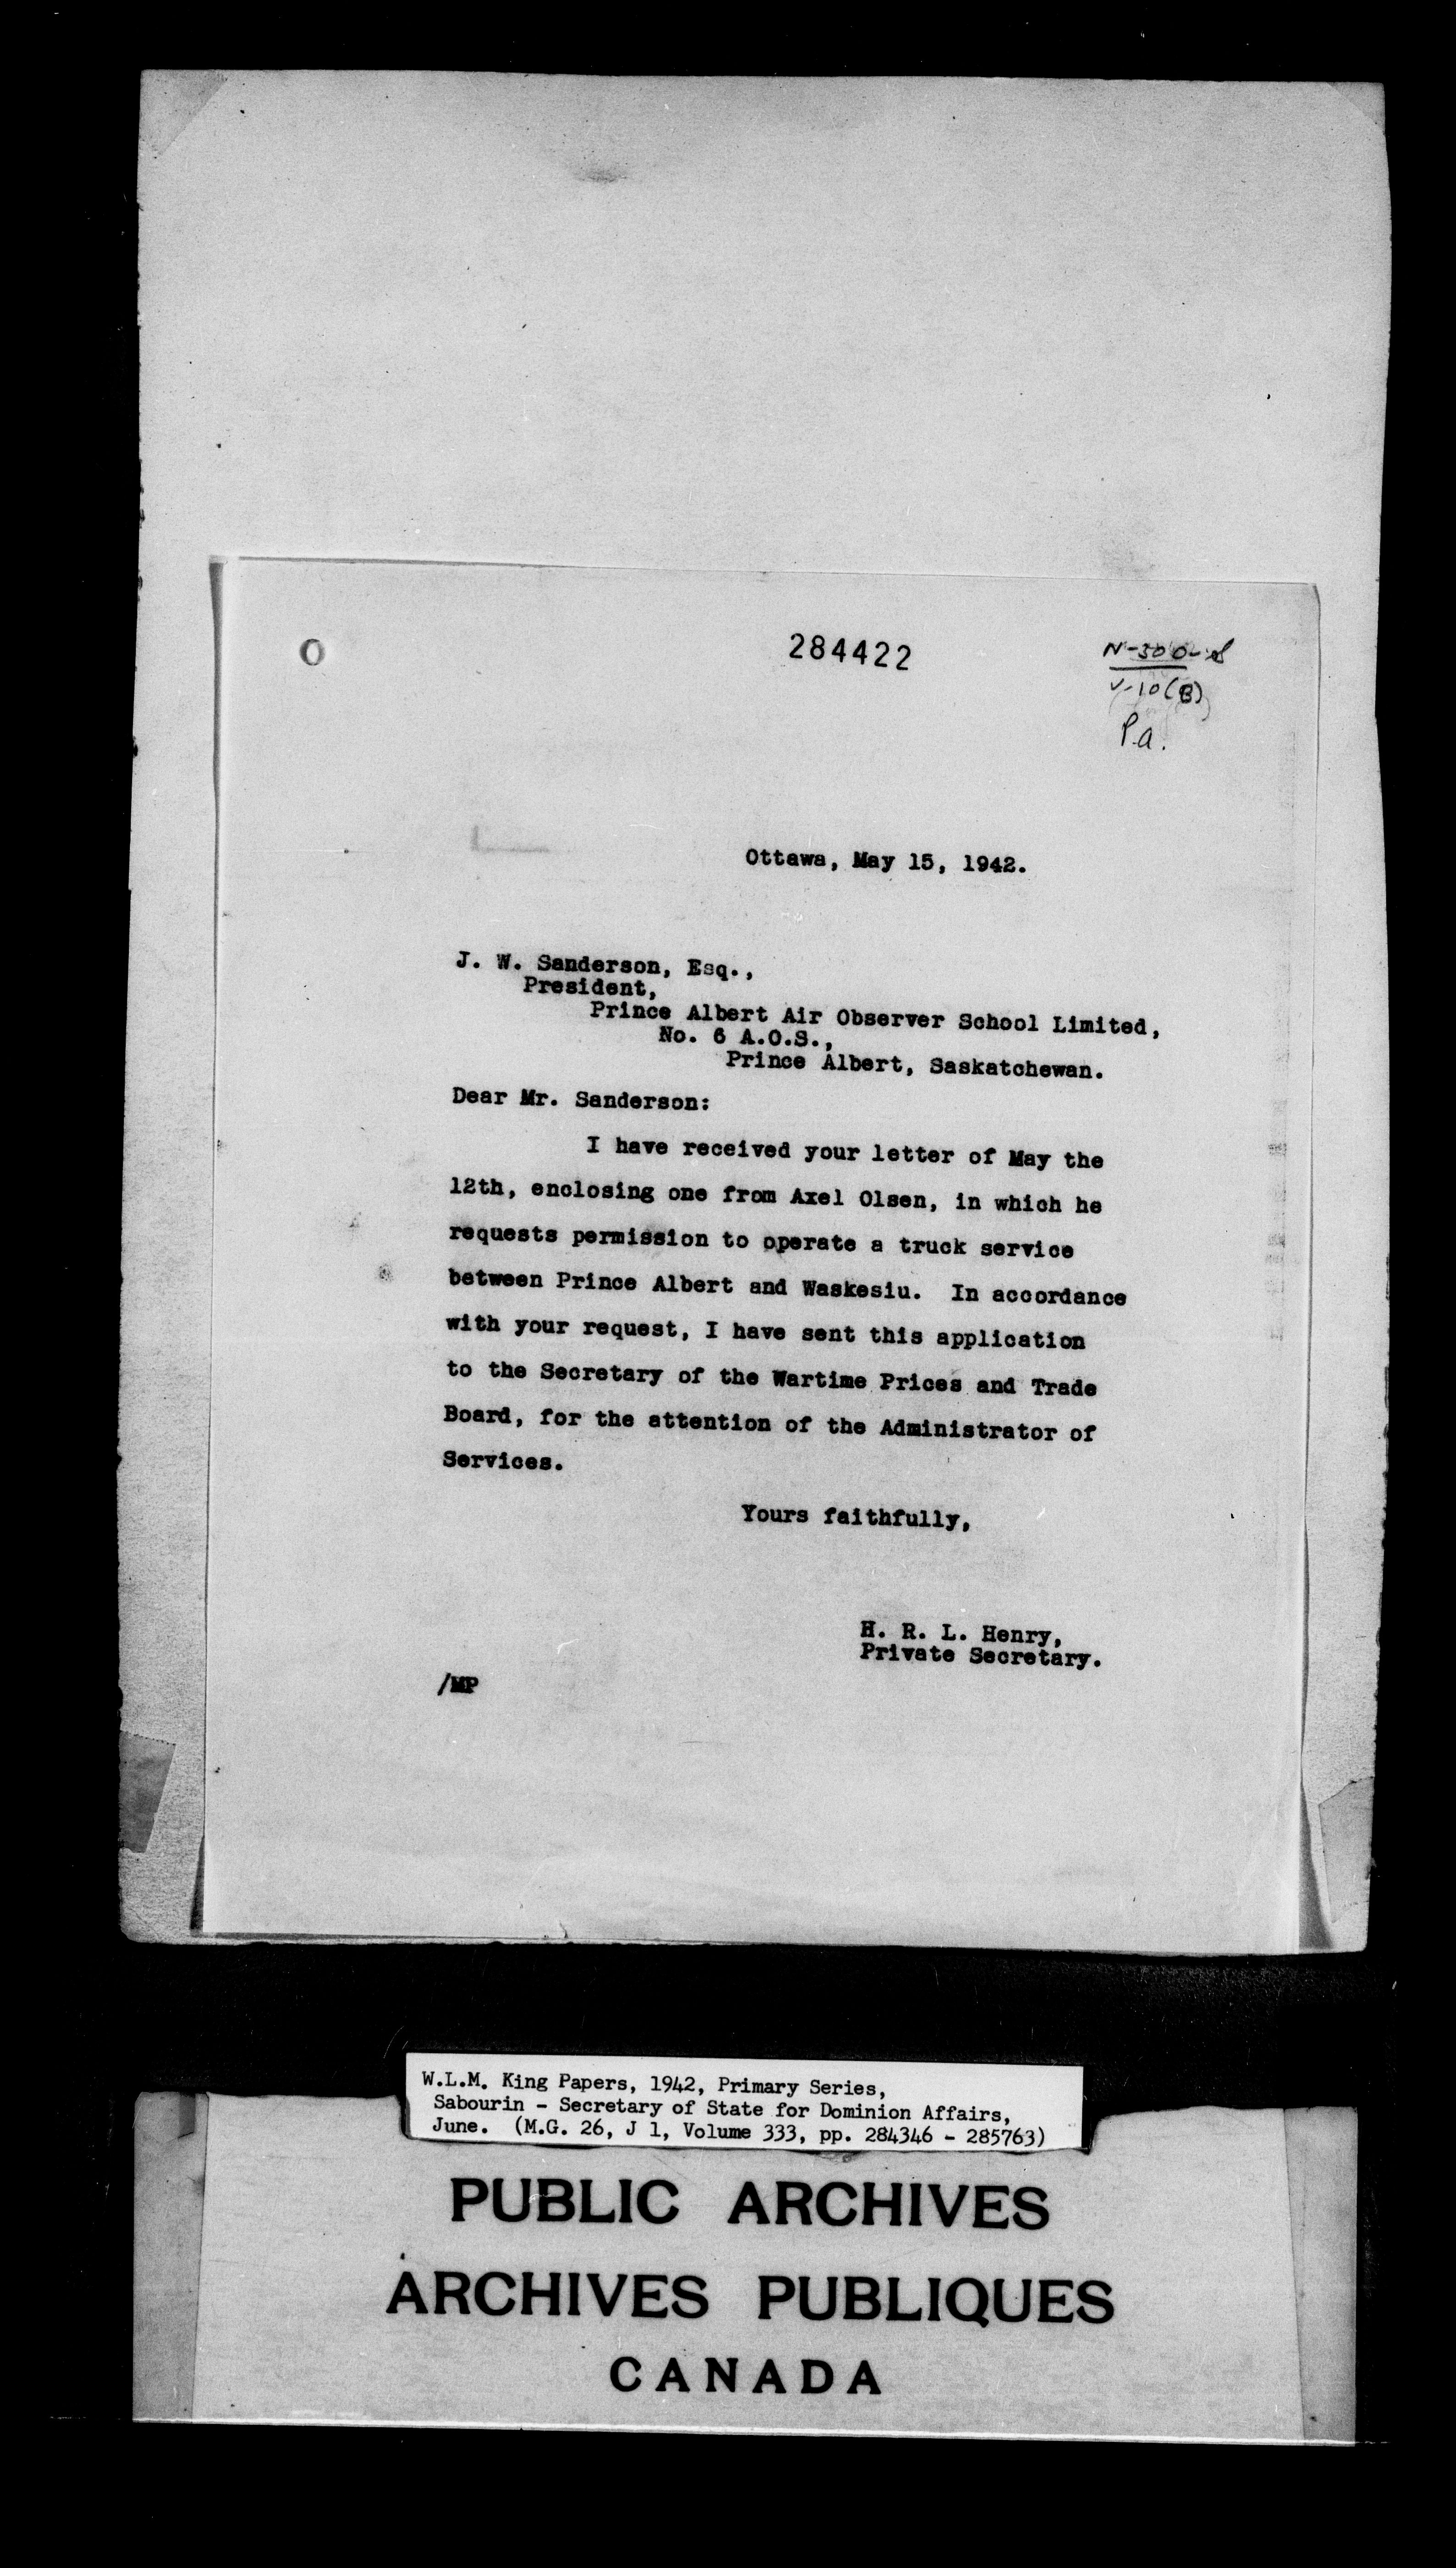 O
284422
N-300-S
V-10(B)
P.a.
Ottawa, May 15, 1942.
J. W. Sanderson, Esq.,
President,
Prince Albert Air Observer School Limited,
No. 6 A.O.S.,
Prince Albert, Saskatchewan.
Dear Mr. Sanderson:
I have received your letter of May the
12th, enclosing one from Axel Olsen, in which he
requests permission to operate a truck service
between Prince Albert and Waskesiu. In accordance
with your request, I have sent this application
to the Secretary of the Wartime Prices and Trade
Board, for the attention of the Administrator of
Services.
Yours faithfully,
H. R. L. Henry,
Private Secretary.
/MP
W.L.M. King Papers, 1942, Primary Series,
Sabourin - Secretary of State for Dominion Affairs,
June. (M.G. 26, J 1, Volume 333, pp. 284346 - 285763)
PUBLIC ARCHIVES
ARCHIVES PUBLIQUES
CANADA